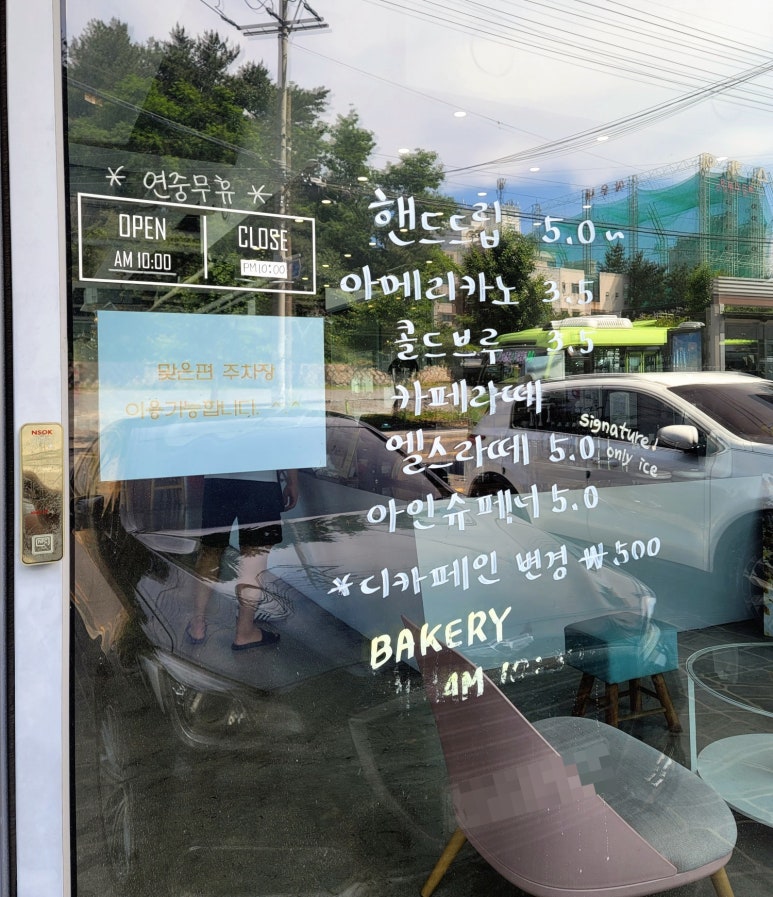 * 연중무휴 *
OPEN
AM 10:00
CLOSE
PM 10:00
맞은편 주차장
이용가능합니다.
핸드드립 5.0~
아메리카노 3.5
콜드브루 3.5
카페라떼
엘스라떼 5.0 signature! only ice
아인슈페너 5.0
*디카페인 변경 ₩500
BAKERY
AM
NSOK